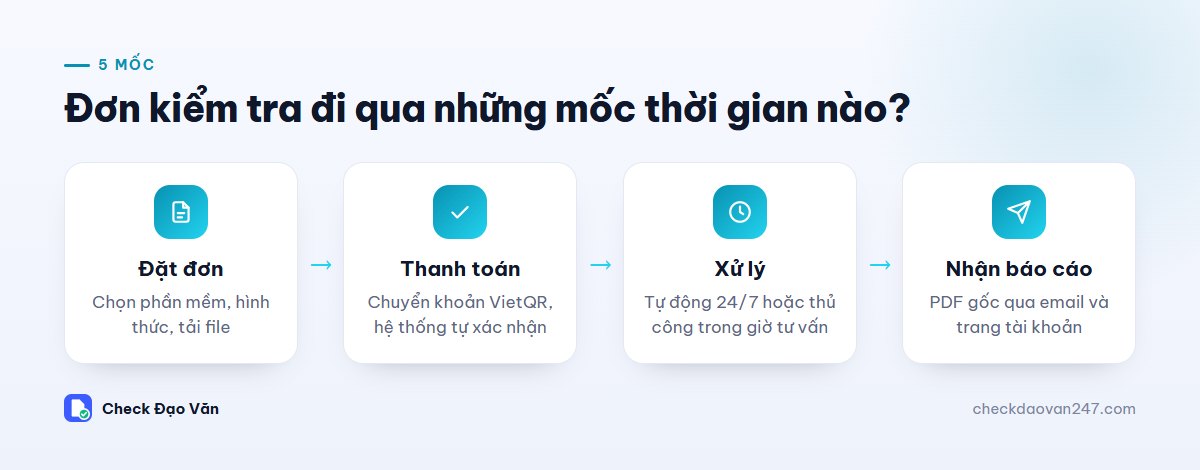 5 MỐC
Đơn kiểm tra đi qua những mốc thời gian nào?
Đặt đơn
Chọn phần mềm, hình
thức, tải file
→
Thanh toán
Chuyển khoản VietQR,
hệ thống tự xác nhận
→
Xử lý
Tự động 24/7 hoặc thủ
công trong giờ tư vấn
→
Nhận báo cáo
PDF gốc qua email và
trang tài khoản
Check Đạo Văn
checkdaovan247.com